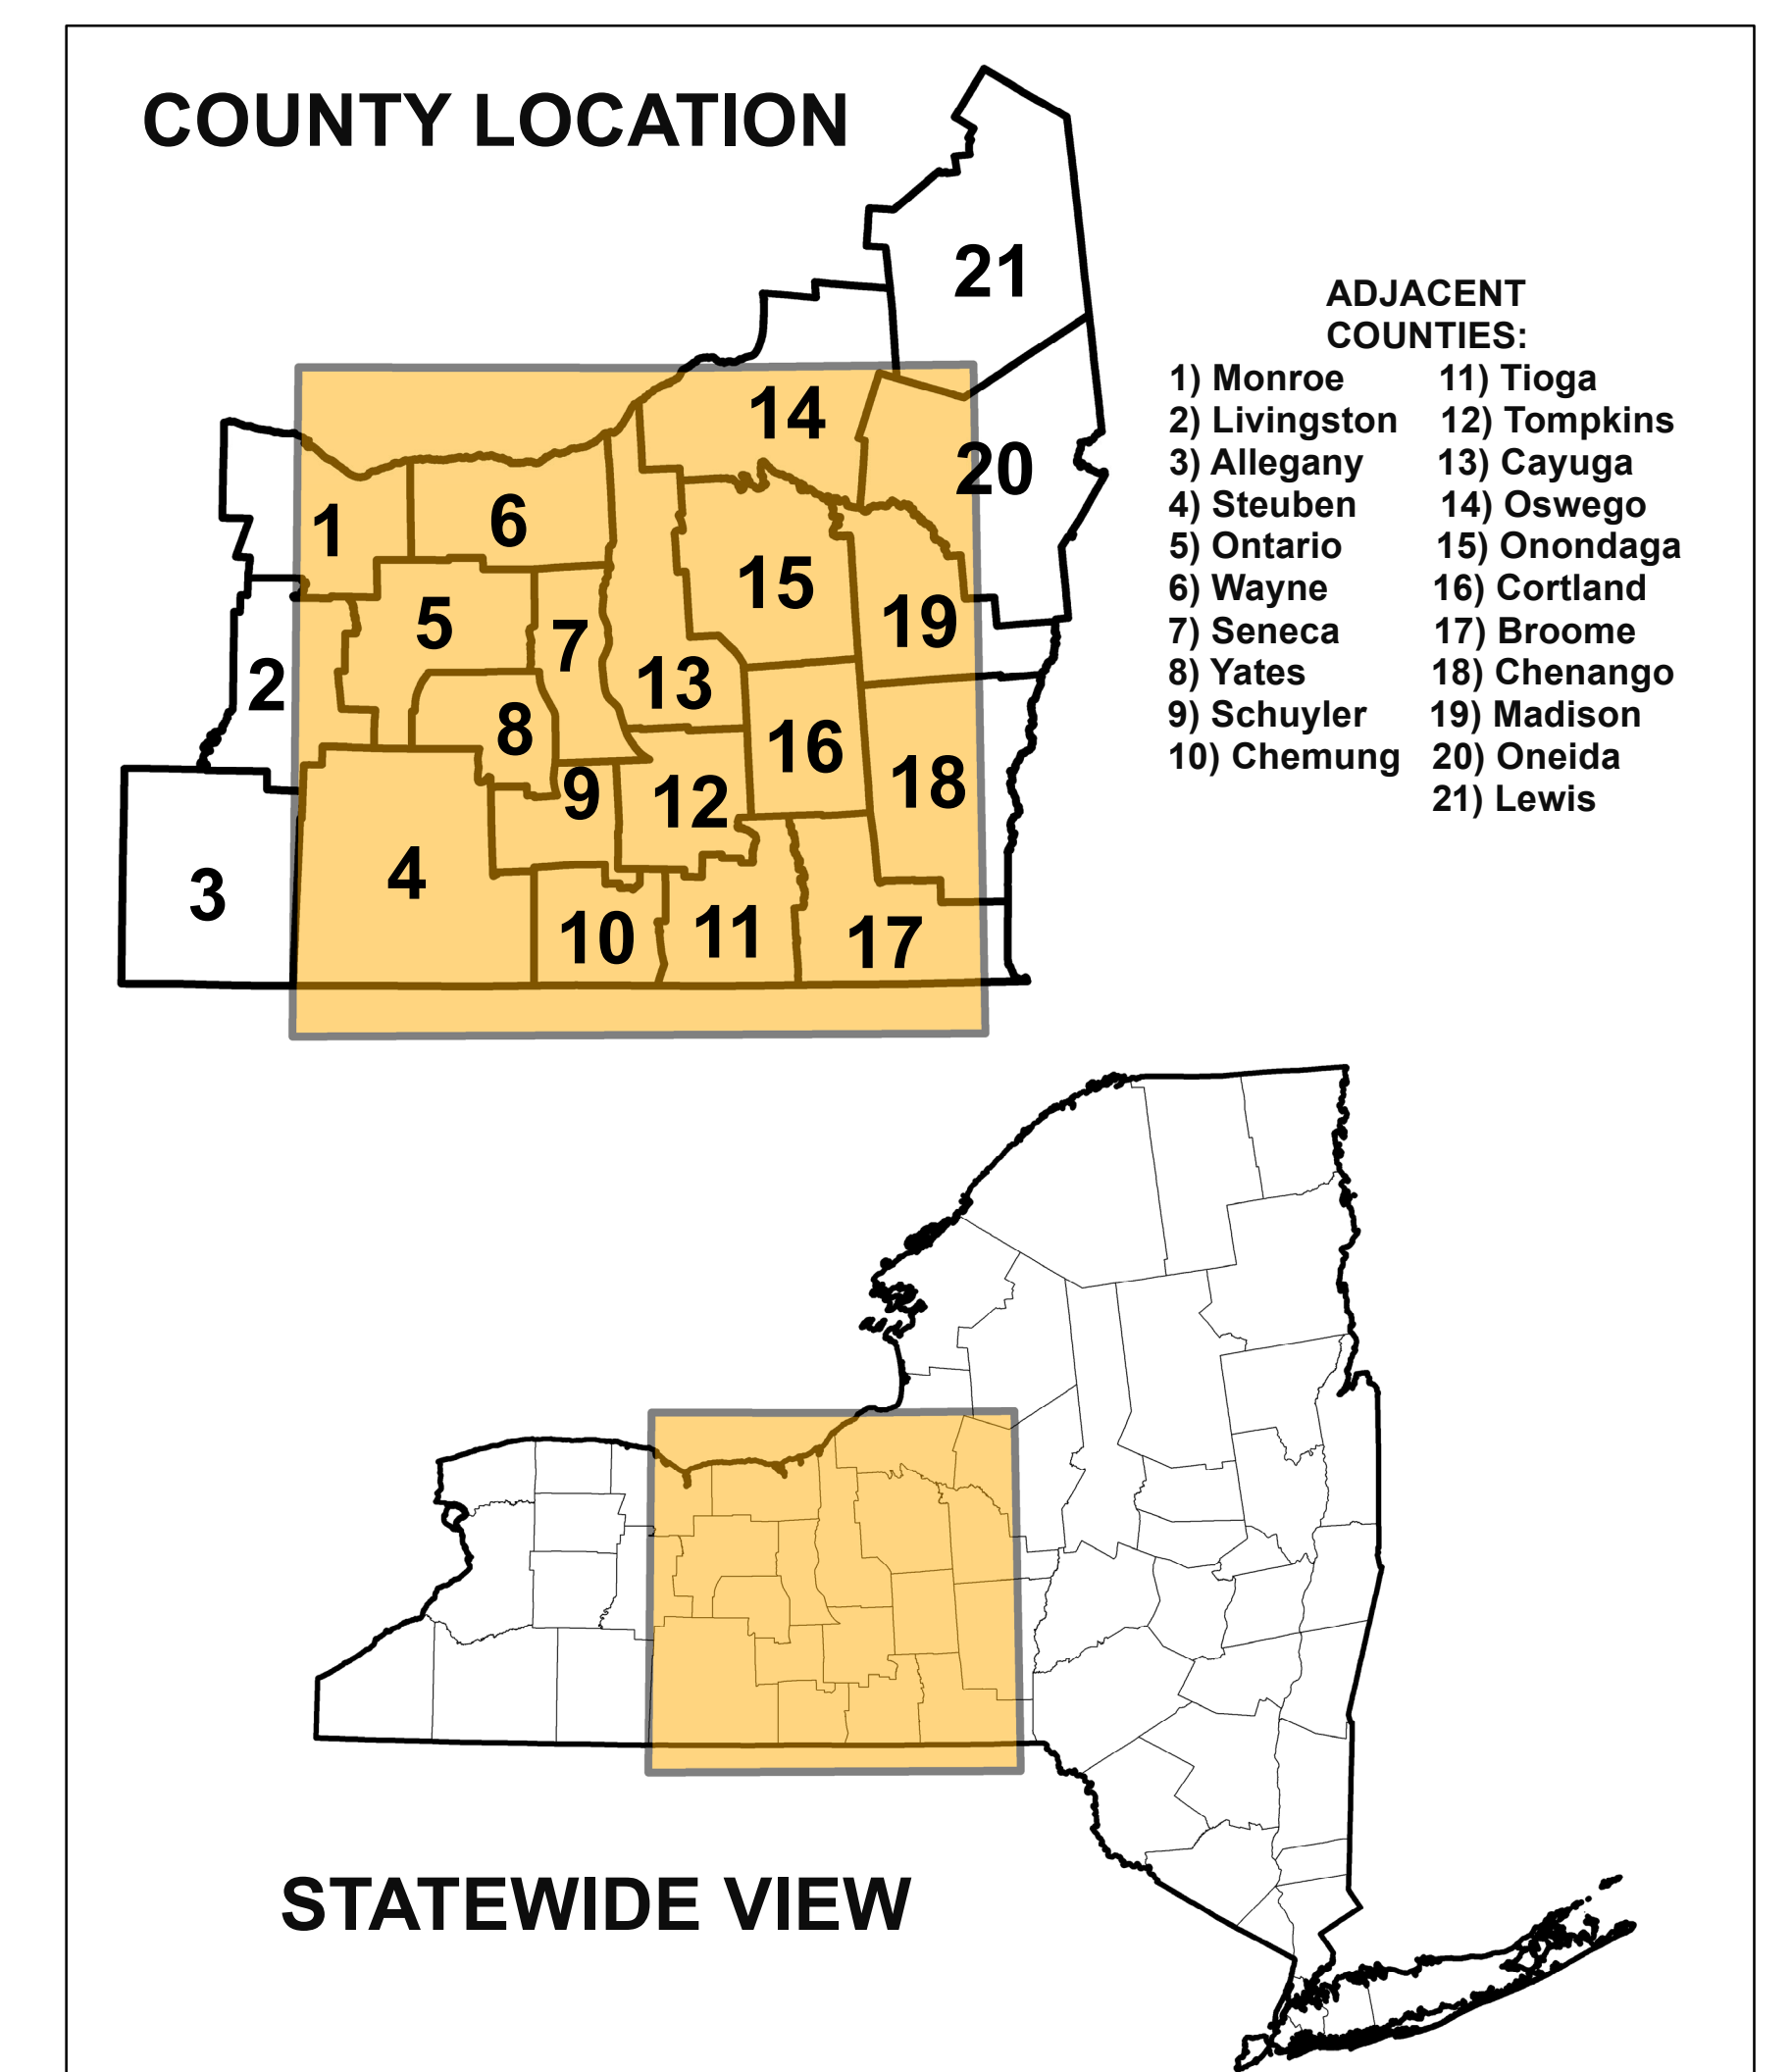 COUNTY LOCATION
21
ADJACENT
COUNTIES:
1) Monroe 11) Tioga
2) Livingston 12) Tompkins
3) Allegany 13) Cayuga
4) Steuben 14) Oswego
5) Ontario 15) Onondaga
6) Wayne 16) Cortland
7) Seneca 17) Broome
8) Yates 18) Chenango
9) Schuyler 19) Madison
10) Chemung 20) Oneida
21) Lewis
14
20
1
6
15
5
7
19
2
13
8
16
9
12
18
4
3
10
11
17
STATEWIDE VIEW